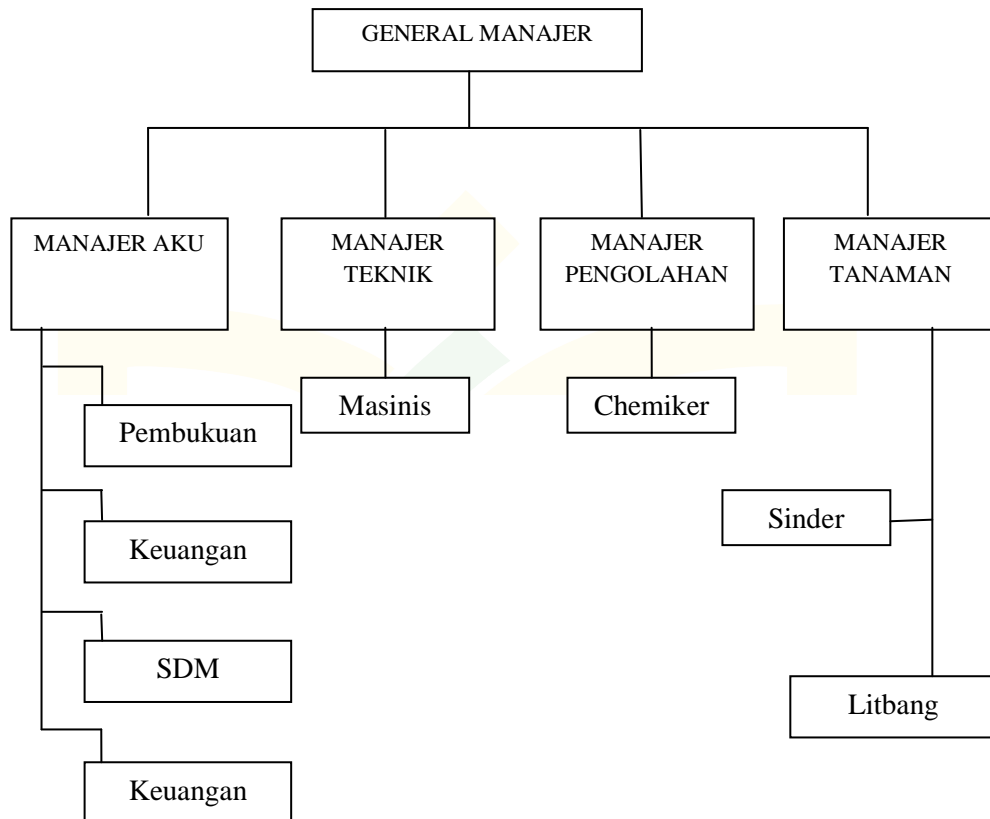 GENERAL MANAJER
MANAJER AKU
MANAJER
TEKNIK
MANAJER
PENGOLAHAN
MANAJER
TANAMAN
Pembukuan
Keuangan
SDM
Keuangan
Masinis
Chemiker
Sinder
Litbang